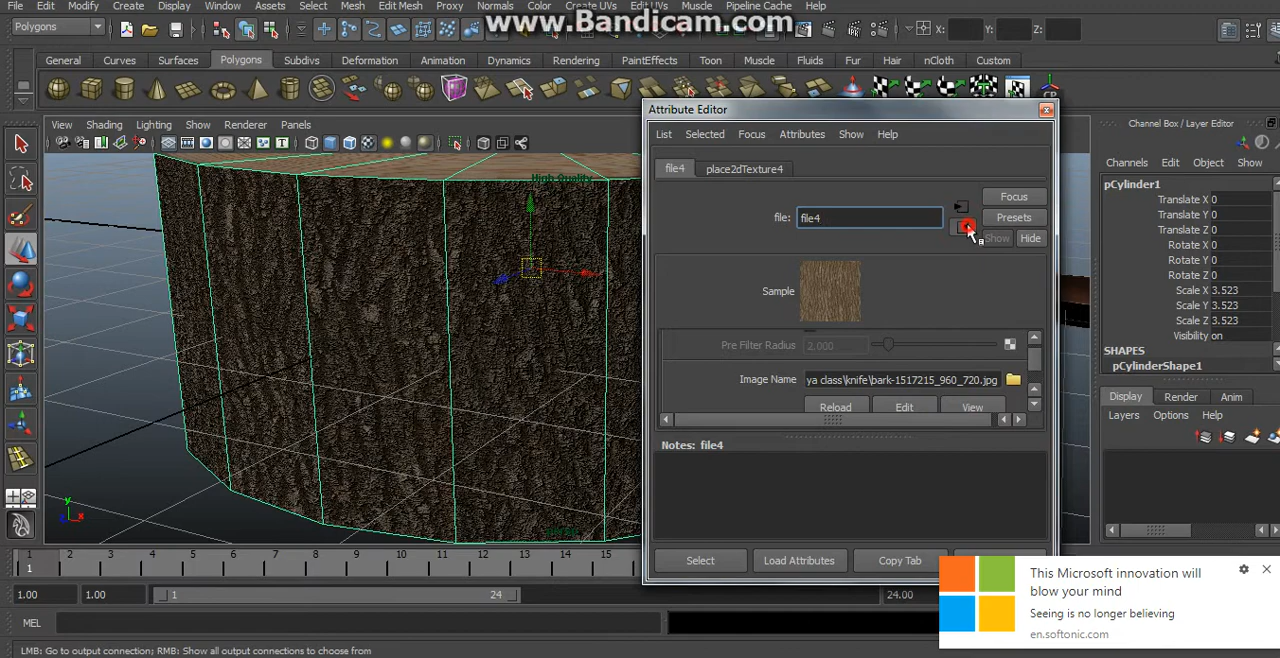 File Edit Modify Create Display Window Assets Select Mesh Edit Mesh Proxy Normals Color Create UVs Edit UVs Muscle Pipeline Cache Help
www.Bandicam.com
Polygons X: Y: Z:
General Curves Surfaces Polygons Subdivs Deformation Animation Dynamics Rendering PaintEffects Toon Muscle Fluids Fur Hair nCloth Custom
View Shading Lighting Show Renderer Panels
High Quality
Attribute Editor
List Selected Focus Attributes Show Help
file4 place2dTexture4
file: file4
Focus
Presets
Show Hide
Sample
Pre Filter Radius 2.000
Image Name ya class\knife\bark-1517215_960_720.jpg
Reload Edit View
Notes: file4
Select Load Attributes Copy Tab
Channel Box / Layer Editor
Channels Edit Object Show
pCylinder1
Translate X 0
Translate Y 0
Translate Z 0
Rotate X 0
Rotate Y 0
Rotate Z 0
Scale X 3.523
Scale Y 3.523
Scale Z 3.523
Visibility on
SHAPES
pCylinderShape1
Display Render Anim
Layers Options Help
y
x
1 2 3 4 5 6 7 8 9 10 11 12 13 14 15
1
1.00 1.00 1 24 24.00
MEL
LMB: Go to output connection; RMB: Show all output connections to choose from
This Microsoft innovation will
blow your mind
Seeing is no longer believing
en.softonic.com